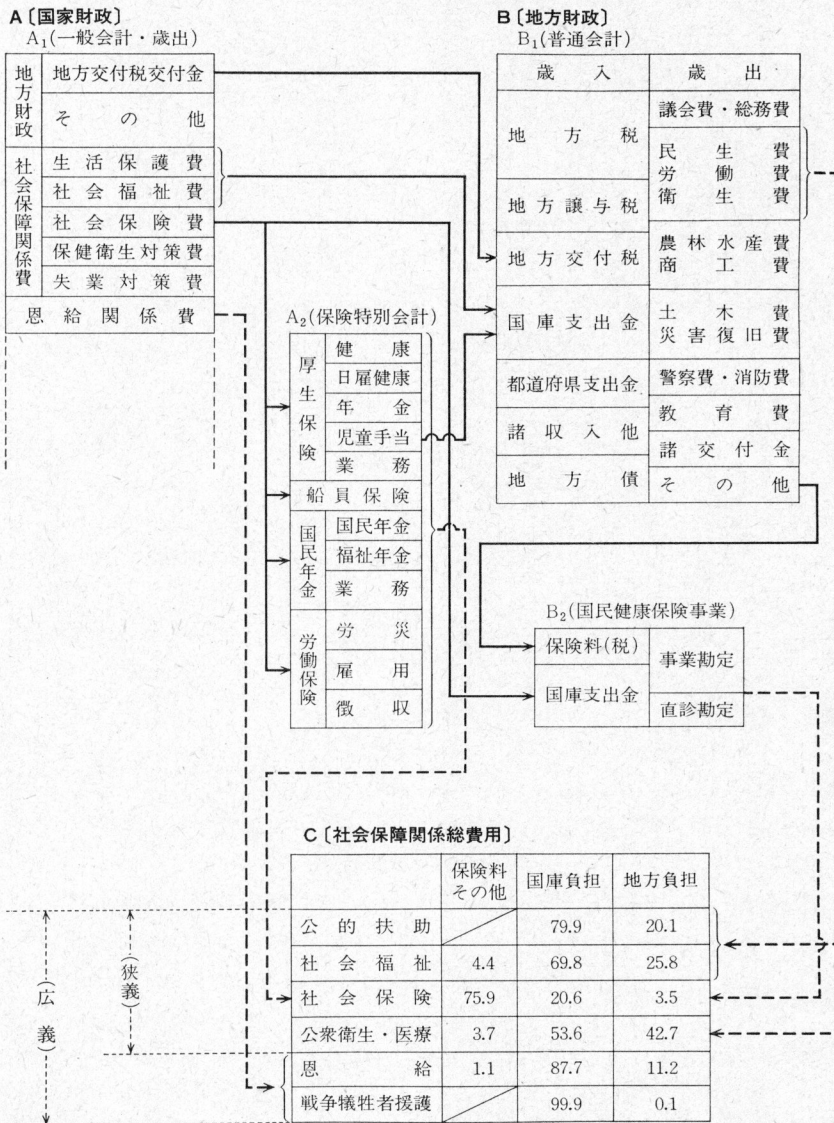 A〔国家財政〕
A₁(一般会計・歳出)
地方財政
地方交付税交付金
その他
社会保障関係費
生活保護費
社会福祉費
社会保険費
保健衛生対策費
失業対策費
恩給関係費
A₂(保険特別会計)
厚生保険
健康
日雇健康
年金
児童手当
業務
船員保険
国民年金
国民年金
福祉年金
業務
労働保険
労災
雇用
徴収
B〔地方財政〕
B₁(普通会計)
歳入 歳出
地方税
地方譲与税
地方交付税
国庫支出金
都道府県支出金
諸収入他
地方債
議会費・総務費
民生費
労働費
衛生費
農林水産費
商工費
土木費
災害復旧費
警察費・消防費
教育費
諸交付金
その他
B₂(国民健康保険事業)
保険料(税)
国庫支出金
事業勘定
直診勘定
C〔社会保障関係総費用〕
保険料その他 国庫負担 地方負担
公的扶助 79.9 20.1
社会福祉 4.4 69.8 25.8
社会保険 75.9 20.6 3.5
公衆衛生・医療 3.7 53.6 42.7
恩給 1.1 87.7 11.2
戦争犠牲者援護 99.9 0.1
(広義)
(狭義)